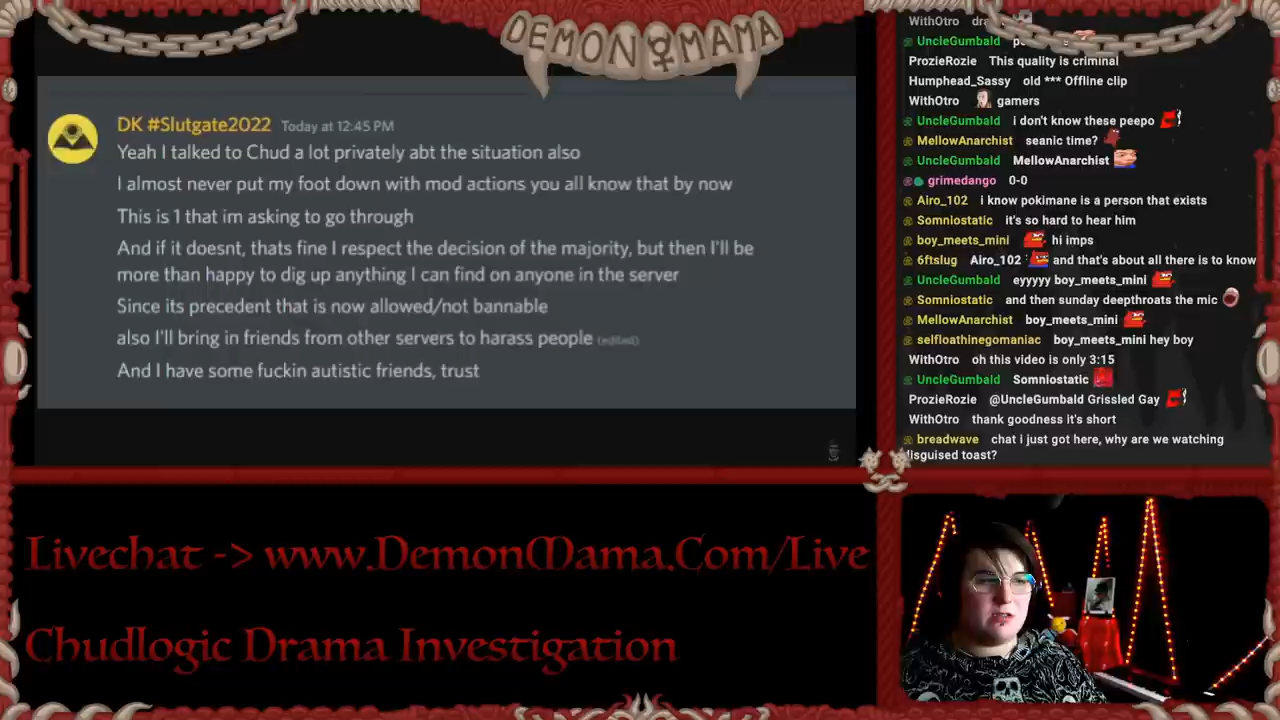 DEMON MAMA
DK #Slutgate2022 Today at 12:45 PM
Yeah I talked to Chud a lot privately abt the situation also
I almost never put my foot down with mod actions you all know that by now
This is 1 that im asking to go through
And if it doesnt, thats fine I respect the decision of the majority, but then I'll be
more than happy to dig up anything I can find on anyone in the server
Since its precedent that is now allowed/not bannable
also I'll bring in friends from other servers to harass people (edited)
And I have some fuckin autistic friends, trust
WithOtro
UncleGumbald
ProzieRozie This quality is criminal
Humphead_Sassy old *** Offline clip
WithOtro gamers
UncleGumbald i don't know these peepo
MellowAnarchist seanic time?
UncleGumbald MellowAnarchist
grimedango 0-0
Airo_102 i know pokimane is a person that exists
Somniostatic it's so hard to hear him
boy_meets_mini hi imps
6ftslug Airo_102 and that's about all there is to know
UncleGumbald eyyyyy boy_meets_mini
Somniostatic and then sunday deepthroats the mic
MellowAnarchist boy_meets_mini
selfloathinegomaniac boy_meets_mini hey boy
WithOtro oh this video is only 3:15
UncleGumbald Somniostatic
ProzieRozie @UncleGumbald Grissled Gay
WithOtro thank goodness it's short
breadwave chat i just got here, why are we watching
disguised toast?
Livechat -> www.DemonMama.Com/Live
Chudlogic Drama Investigation